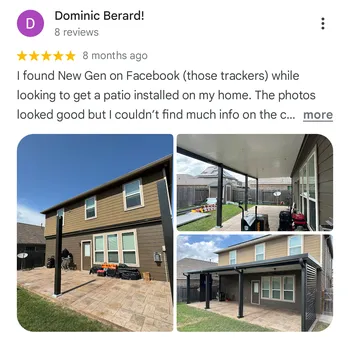 D
Dominic Berard!
8 reviews
8 months ago
I found New Gen on Facebook (those trackers) while
looking to get a patio installed on my home. The photos
looked good but I couldn’t find much info on the c... more